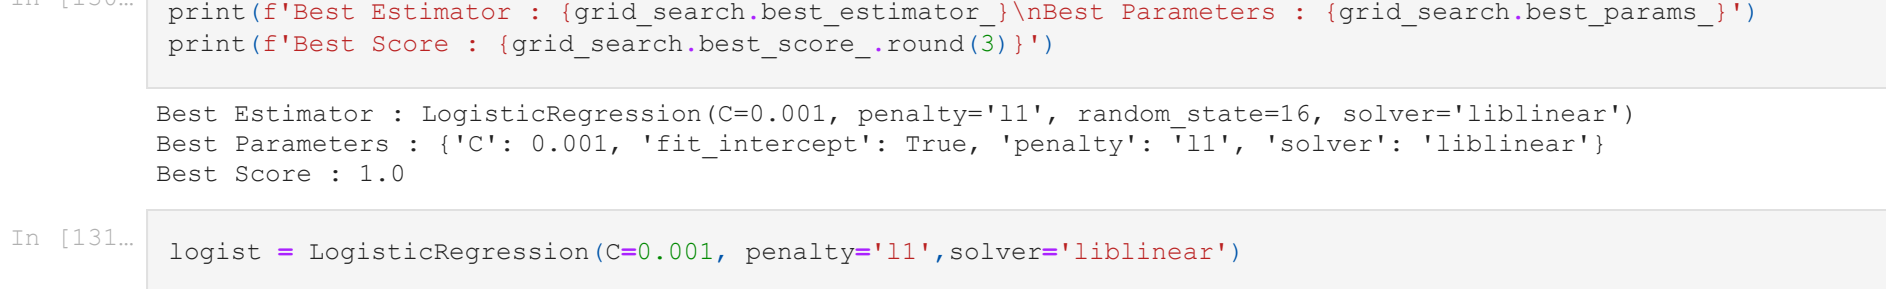 In [130…
print(f'Best Estimator : {grid_search.best_estimator_}\nBest Parameters : {grid_search.best_params_}')
print(f'Best Score : {grid_search.best_score_.round(3)}')
Best Estimator : LogisticRegression(C=0.001, penalty='l1', random_state=16, solver='liblinear')
Best Parameters : {'C': 0.001, 'fit_intercept': True, 'penalty': 'l1', 'solver': 'liblinear'}
Best Score : 1.0
In [131…
logist = LogisticRegression(C=0.001, penalty='l1',solver='liblinear')